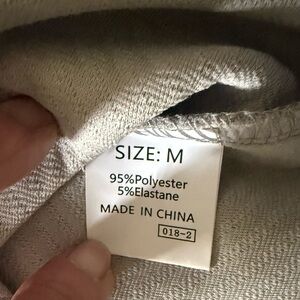 SIZE: M
95%Polyester
5%Elastane
MADE IN CHINA
018-2